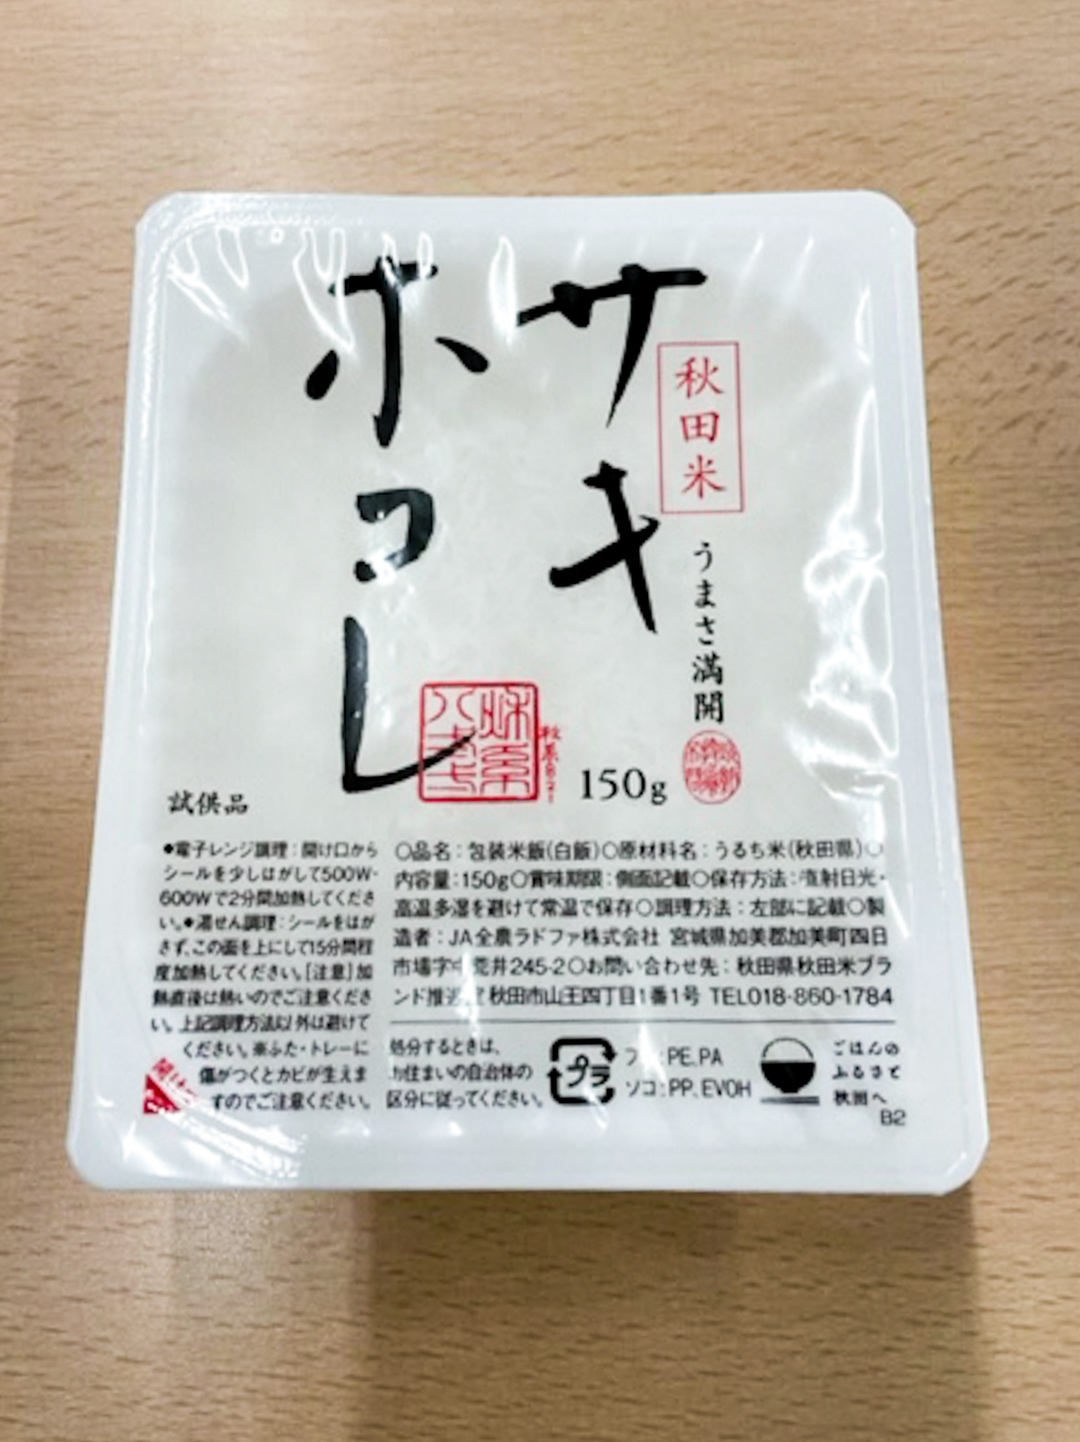 サキ
ホコレ
秋田米
うまさ満開
150g
試供品
●電子レンジ調理：開け口から
シールを少しはがして500W・
600Wで2分間加熱してくださ
い。●湯せん調理：シールをはが
さず、この面を上にして15分間程
度加熱してください。［注意］加
熱直後は熱いのでご注意くださ
い。上記調理方法以外は避けて
ください。※ふた・トレーに
傷がつくとカビが生えま
すのでご注意ください。
○品名：包装米飯(白飯)○原材料名：うるち米(秋田県)○
内容量：150g○賞味期限：側面記載○保存方法：直射日光・
高温多湿を避けて常温で保存○調理方法：左部に記載○製
造者：JA全農ラドファ株式会社 宮城県加美郡加美町四日
市場字中荒井245-2○お問い合わせ先：秋田県秋田米ブラ
ンド推 室 秋田市山王四丁目1番1号 TEL018-860-1784
処分するときは、
お住まいの自治体の
区分に従ってください。
プラ
フタ：PE、PA
ソコ：PP、EVOH
ごはんの
ふるさと
秋田へ
B2